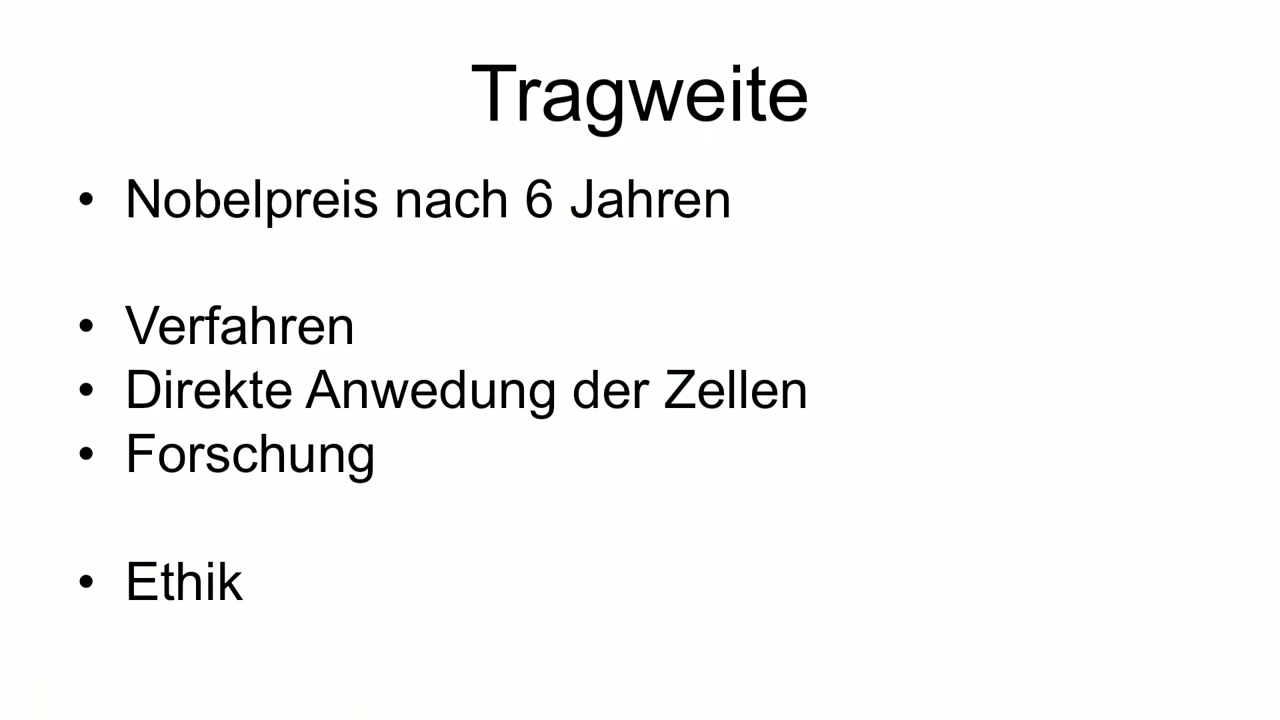 Tragweite
• Nobelpreis nach 6 Jahren
• Verfahren
• Direkte Anwedung der Zellen
• Forschung
• Ethik